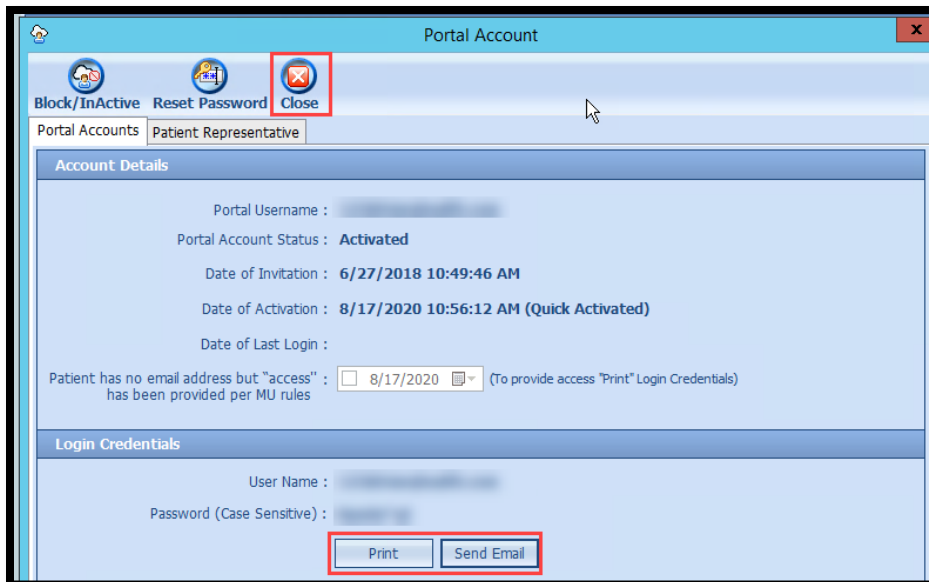 Portal Account
x
Block/InActive Reset Password Close
Portal Accounts Patient Representative
Account Details
Portal Username :
Portal Account Status : Activated
Date of Invitation : 6/27/2018 10:49:46 AM
Date of Activation : 8/17/2020 10:56:12 AM (Quick Activated)
Date of Last Login :
Patient has no email address but "access" : 8/17/2020 (To provide access "Print" Login Credentials)
has been provided per MU rules
Login Credentials
User Name :
Password (Case Sensitive) :
Print Send Email